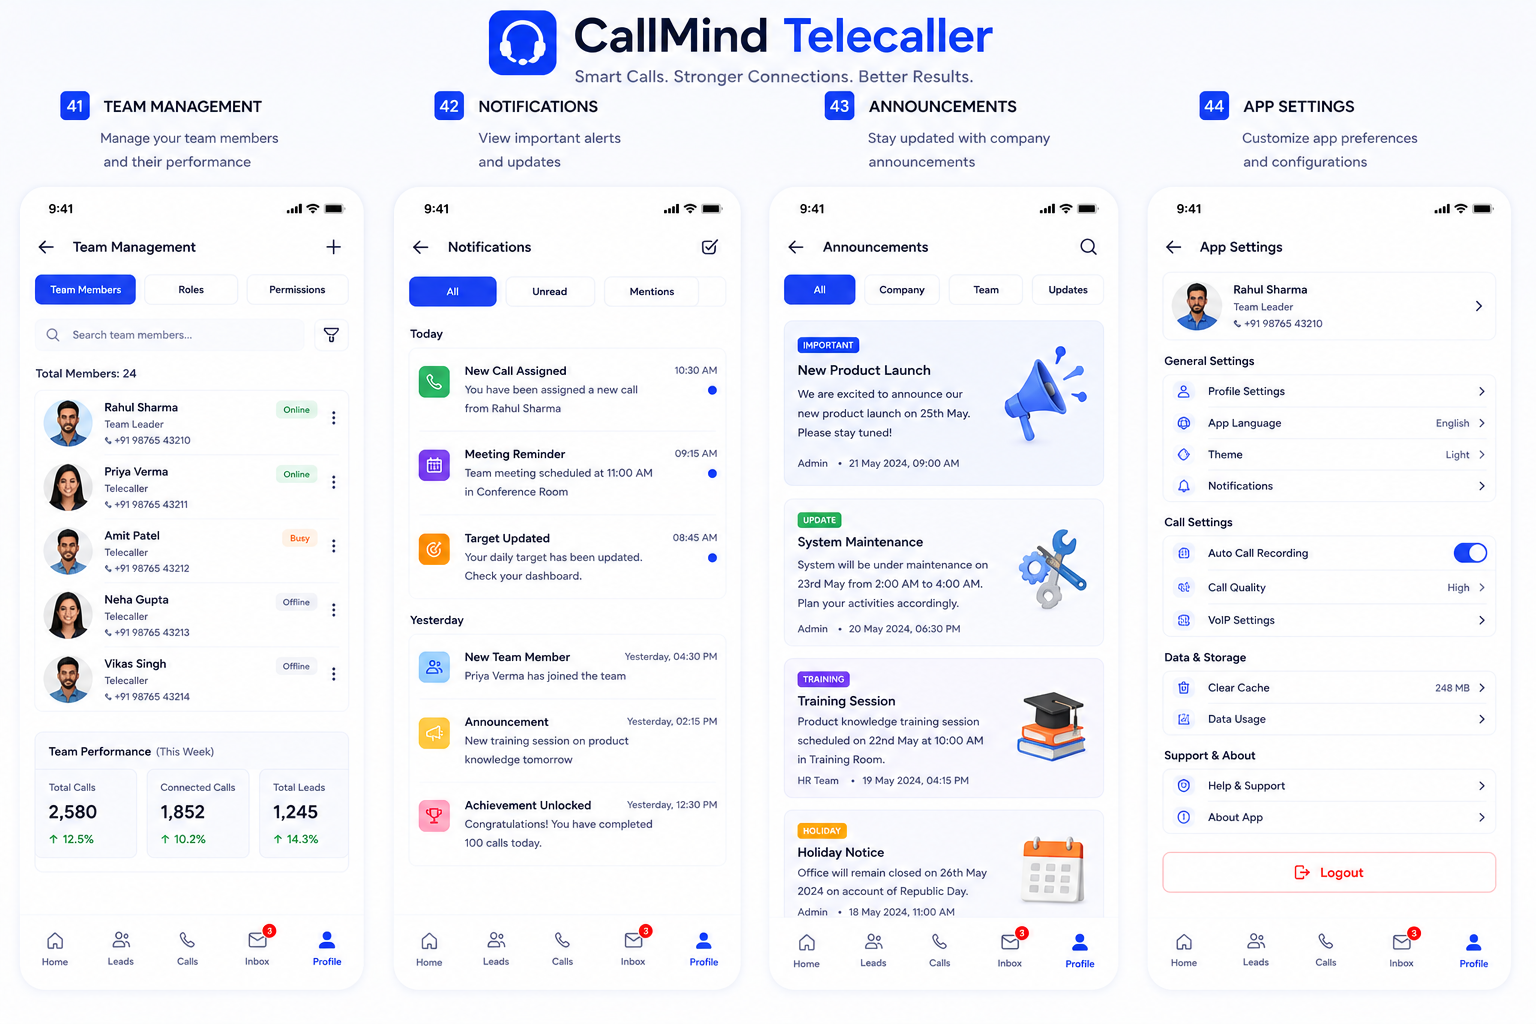 CallMind Telecaller
Smart Calls. Stronger Connections. Better Results.
41 TEAM MANAGEMENT
Manage your team members
and their performance
9:41
Team Management
Team Members
Roles
Permissions
Search team members...
Total Members: 24
Rahul Sharma
Online
Team Leader
+91 98765 43210
Priya Verma
Online
Telecaller
+91 98765 43211
Amit Patel
Busy
Telecaller
+91 98765 43212
Neha Gupta
Offline
Telecaller
+91 98765 43213
Vikas Singh
Offline
Telecaller
+91 98765 43214
Team Performance (This Week)
Total Calls
2,580
↑ 12.5%
Connected Calls
1,852
↑ 10.2%
Total Leads
1,245
↑ 14.3%
3
Home
Leads
Calls
Inbox
Profile
42 NOTIFICATIONS
View important alerts
and updates
9:41
Notifications
All
Unread
Mentions
Today
New Call Assigned
10:30 AM
You have been assigned a new call
from Rahul Sharma
Meeting Reminder
09:15 AM
Team meeting scheduled at 11:00 AM
in Conference Room
Target Updated
08:45 AM
Your daily target has been updated.
Check your dashboard.
Yesterday
New Team Member
Yesterday, 04:30 PM
Priya Verma has joined the team
Announcement
Yesterday, 02:15 PM
New training session on product
knowledge tomorrow
Achievement Unlocked
Yesterday, 12:30 PM
Congratulations! You have completed
100 calls today.
3
Home
Leads
Calls
Inbox
Profile
43 ANNOUNCEMENTS
Stay updated with company
announcements
9:41
Announcements
All
Company
Team
Updates
IMPORTANT
New Product Launch
We are excited to announce our
new product launch on 25th May.
Please stay tuned!
Admin • 21 May 2024, 09:00 AM
UPDATE
System Maintenance
System will be under maintenance on
23rd May from 2:00 AM to 4:00 AM.
Plan your activities accordingly.
Admin • 20 May 2024, 06:30 PM
TRAINING
Training Session
Product knowledge training session
scheduled on 22nd May at 10:00 AM
in Training Room.
HR Team • 19 May 2024, 04:15 PM
HOLIDAY
Holiday Notice
Office will remain closed on 26th May
2024 on account of Republic Day.
Admin • 18 May 2024, 11:00 AM
3
Home
Leads
Calls
Inbox
Profile
44 APP SETTINGS
Customize app preferences
and configurations
9:41
App Settings
Rahul Sharma
Team Leader
+91 98765 43210
General Settings
Profile Settings
App Language
English
Theme
Light
Notifications
Call Settings
Auto Call Recording
Call Quality
High
VoIP Settings
Data & Storage
Clear Cache
248 MB
Data Usage
Support & About
Help & Support
About App
Logout
3
Home
Leads
Calls
Inbox
Profile